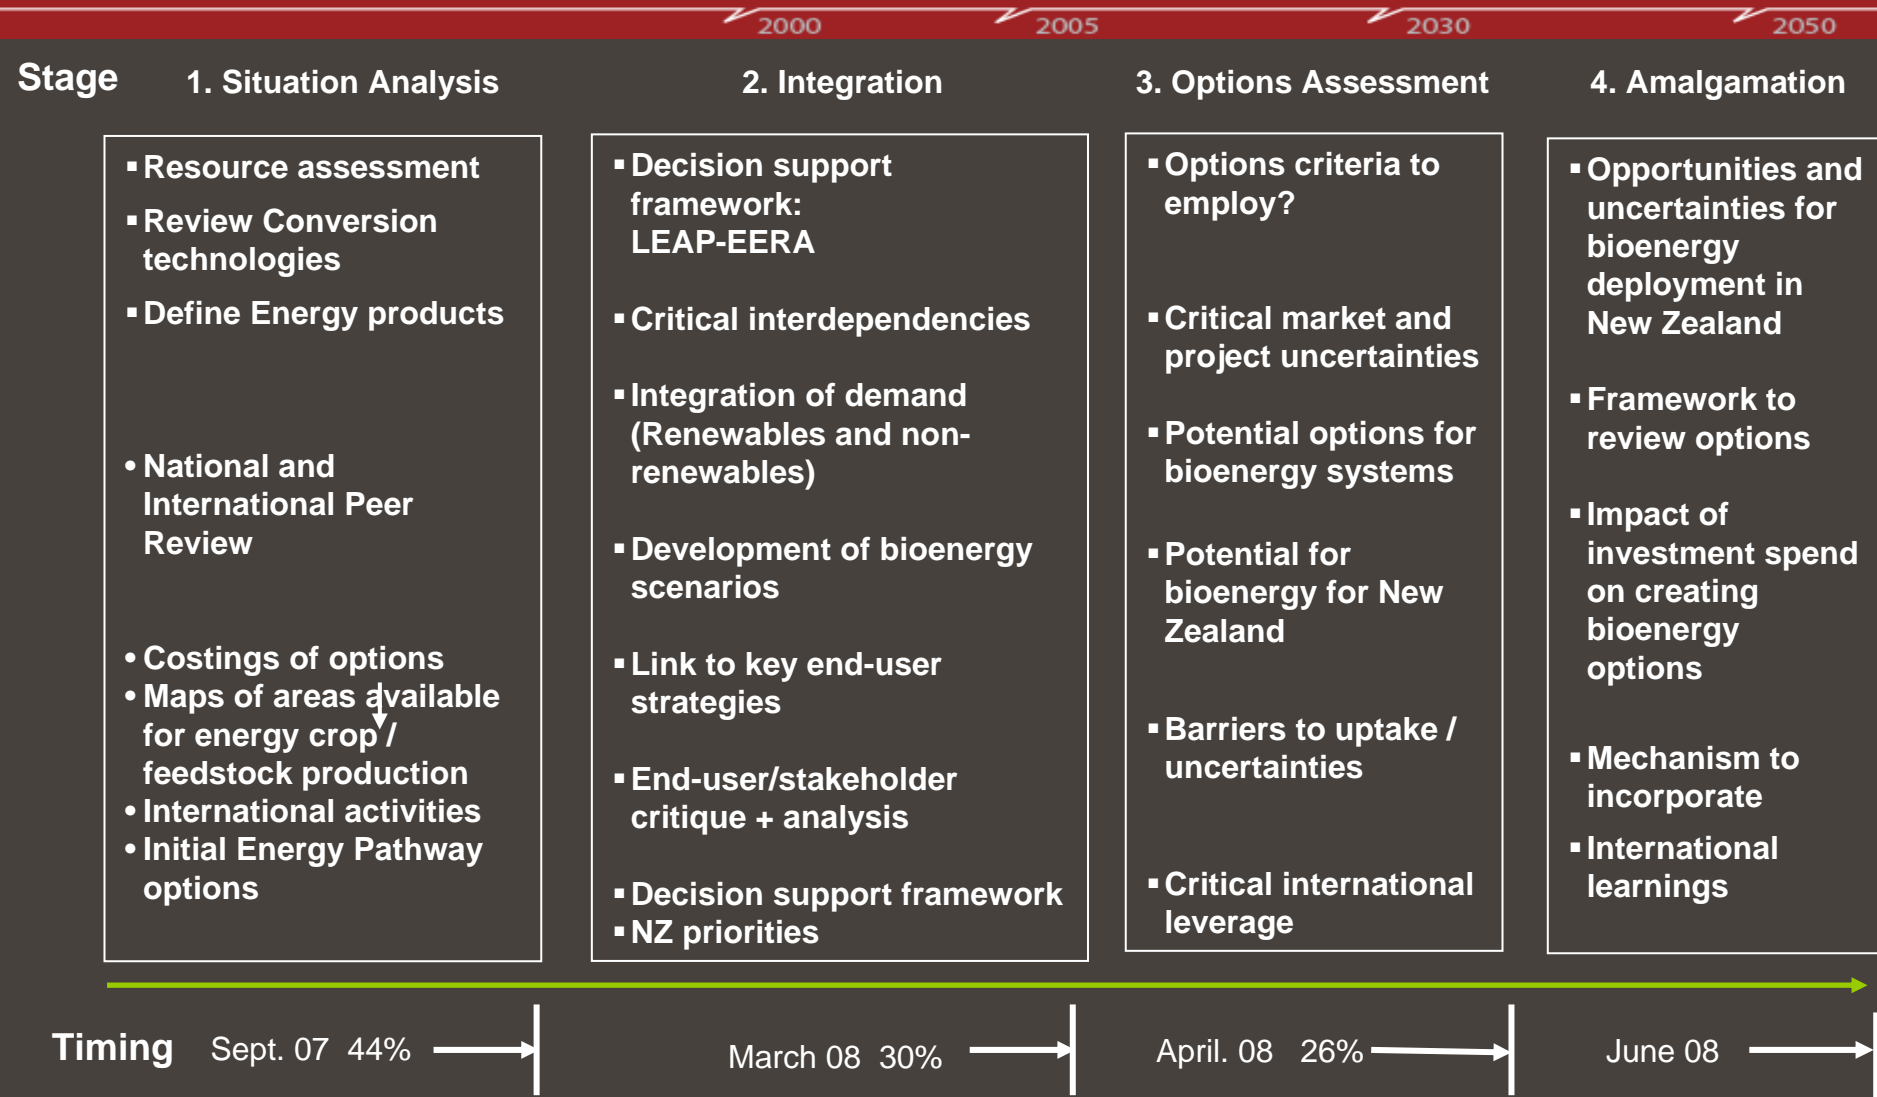 2000 2005 2030 2050
Stage 1. Situation Analysis 2. Integration 3. Options Assessment 4. Amalgamation
▪ Resource assessment
▪ Review Conversion
technologies
▪ Define Energy products
• National and
International Peer
Review
• Costings of options
• Maps of areas available
for energy crop /
feedstock production
• International activities
• Initial Energy Pathway
options
▪ Decision support
framework:
LEAP-EERA
▪ Critical interdependencies
▪ Integration of demand
(Renewables and non-
renewables)
▪ Development of bioenergy
scenarios
▪ Link to key end-user
strategies
▪ End-user/stakeholder
critique + analysis
▪ Decision support framework
▪ NZ priorities
▪ Options criteria to
employ?
▪ Critical market and
project uncertainties
▪ Potential options for
bioenergy systems
▪ Potential for
bioenergy for New
Zealand
▪ Barriers to uptake /
uncertainties
▪ Critical international
leverage
▪ Opportunities and
uncertainties for
bioenergy
deployment in
New Zealand
▪ Framework to
review options
▪ Impact of
investment spend
on creating
bioenergy
options
▪ Mechanism to
incorporate
▪ International
learnings
Timing Sept. 07 44% March 08 30% April. 08 26% June 08